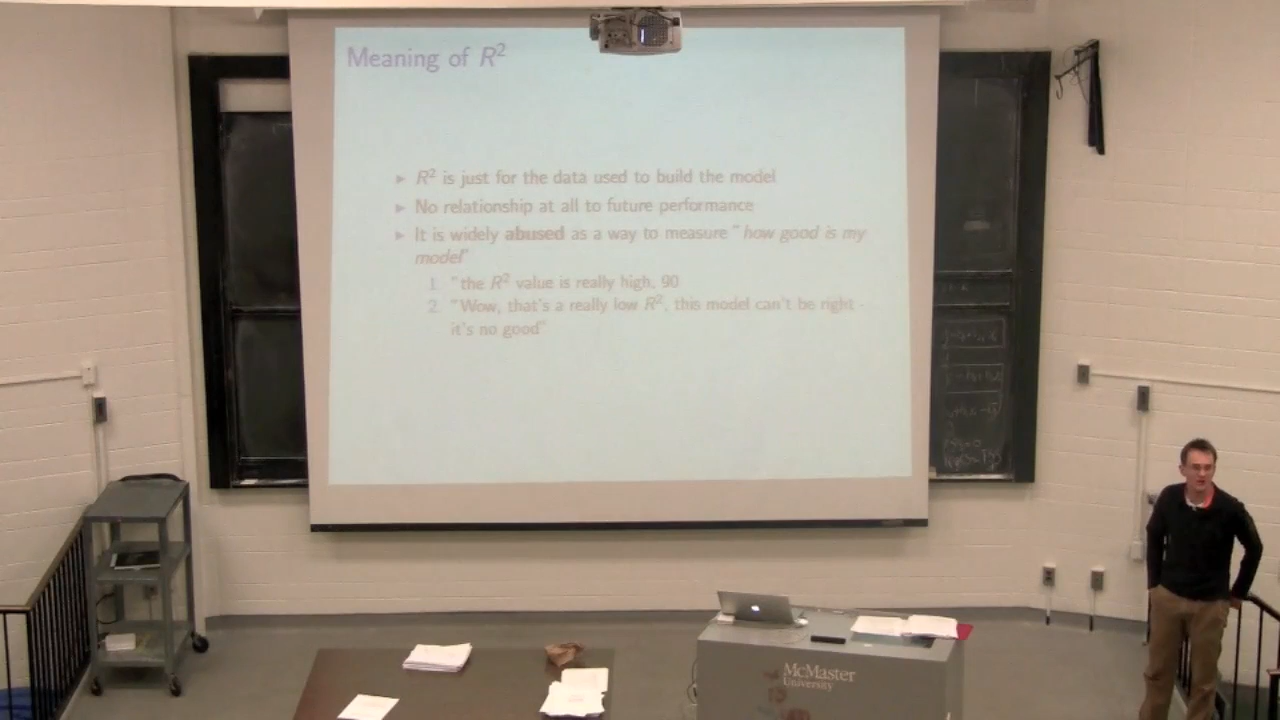 Meaning of R²
▶ R² is just for the data used to build the model
▶ No relationship at all to future performance
▶ It is widely abused as a way to measure "how good is my
model"
1. "the R² value is really high, 90
2. "Wow, that's a really low R², this model can't be right -
it's no good"
McMaster
University